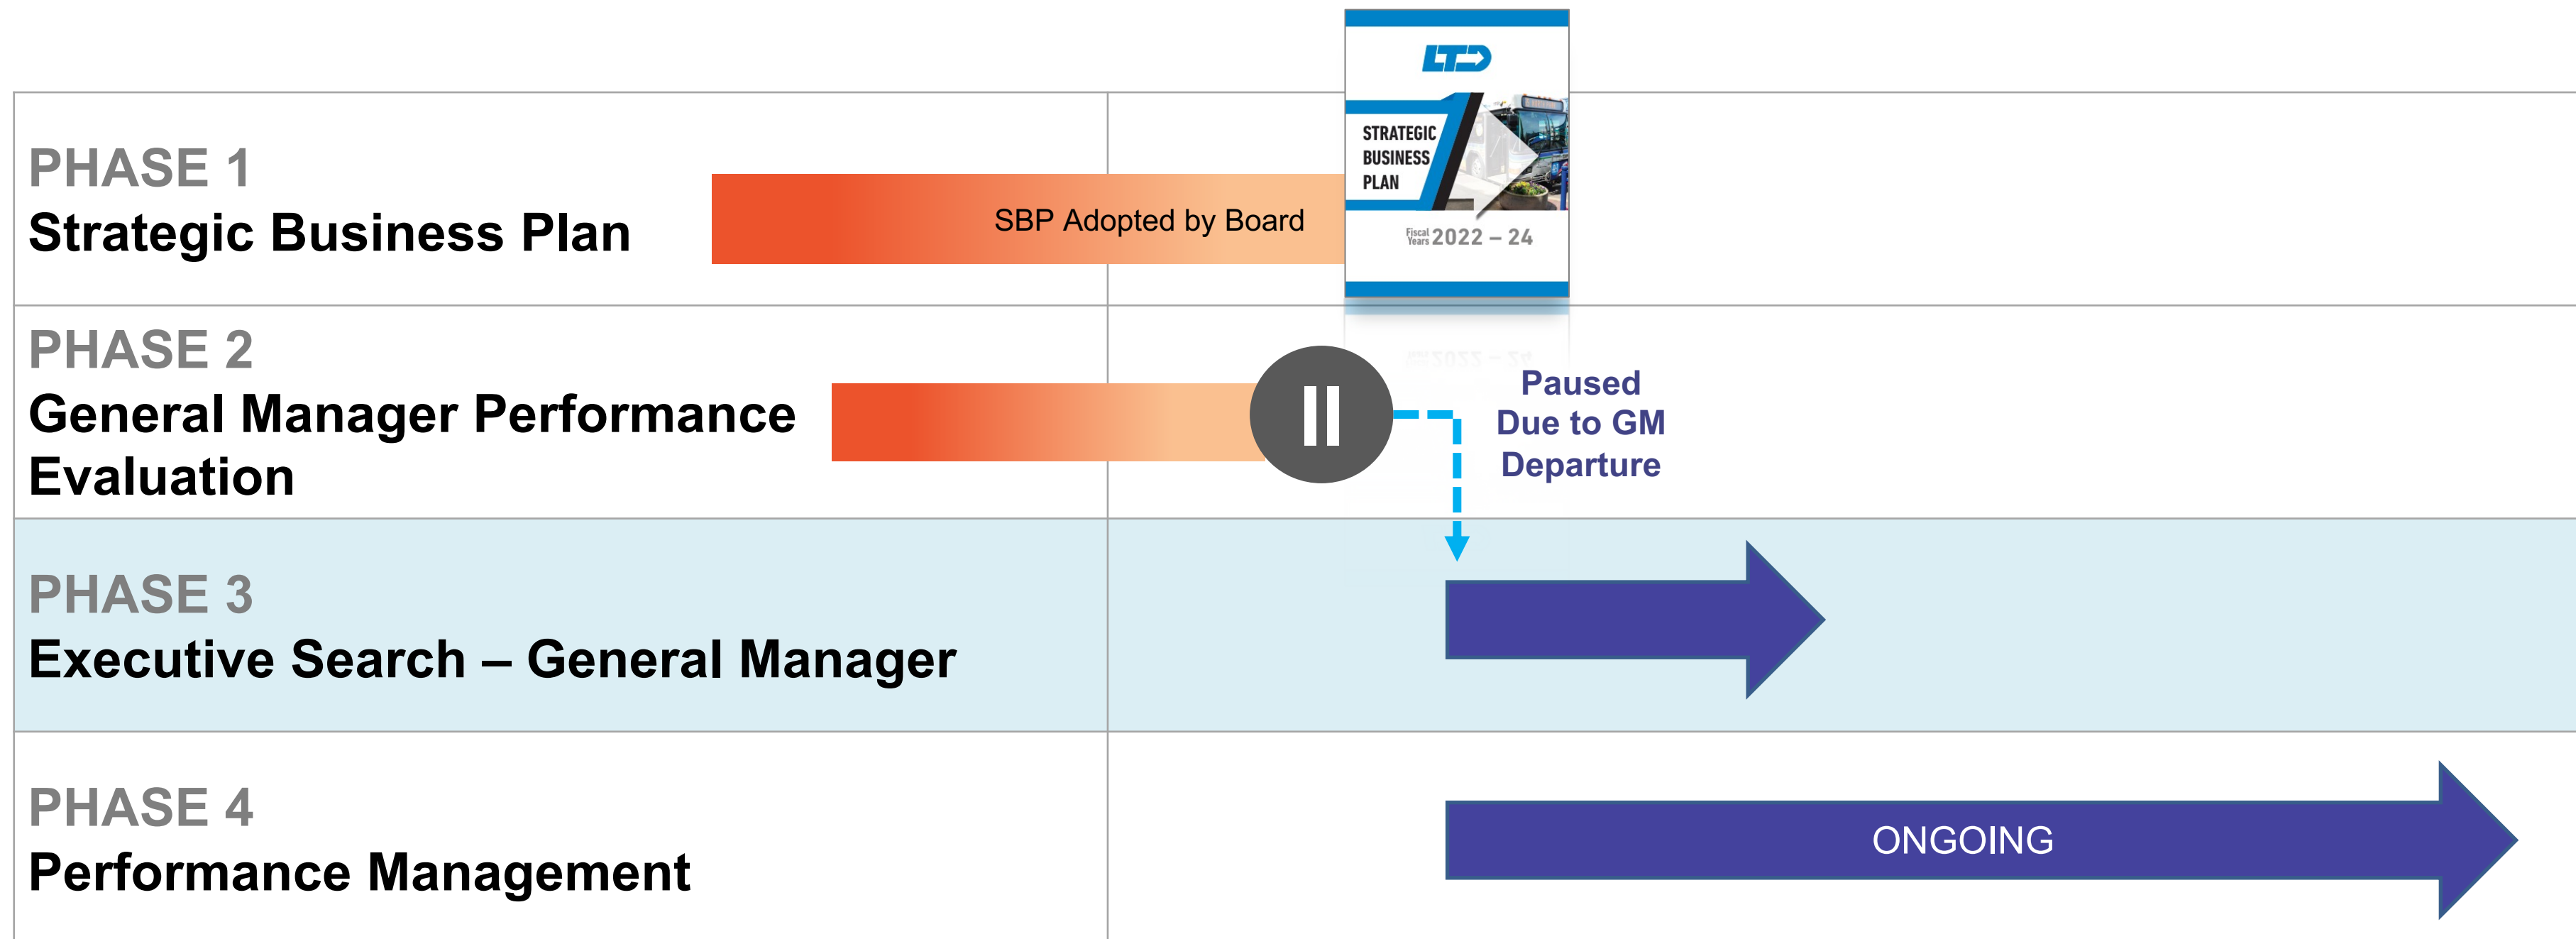 LTD
STRATEGIC
BUSINESS
PLAN
Fiscal
Years 2022 – 24
PHASE 1
Strategic Business Plan
SBP Adopted by Board
PHASE 2
General Manager Performance
Evaluation
Paused
Due to GM
Departure
PHASE 3
Executive Search – General Manager
PHASE 4
Performance Management
ONGOING